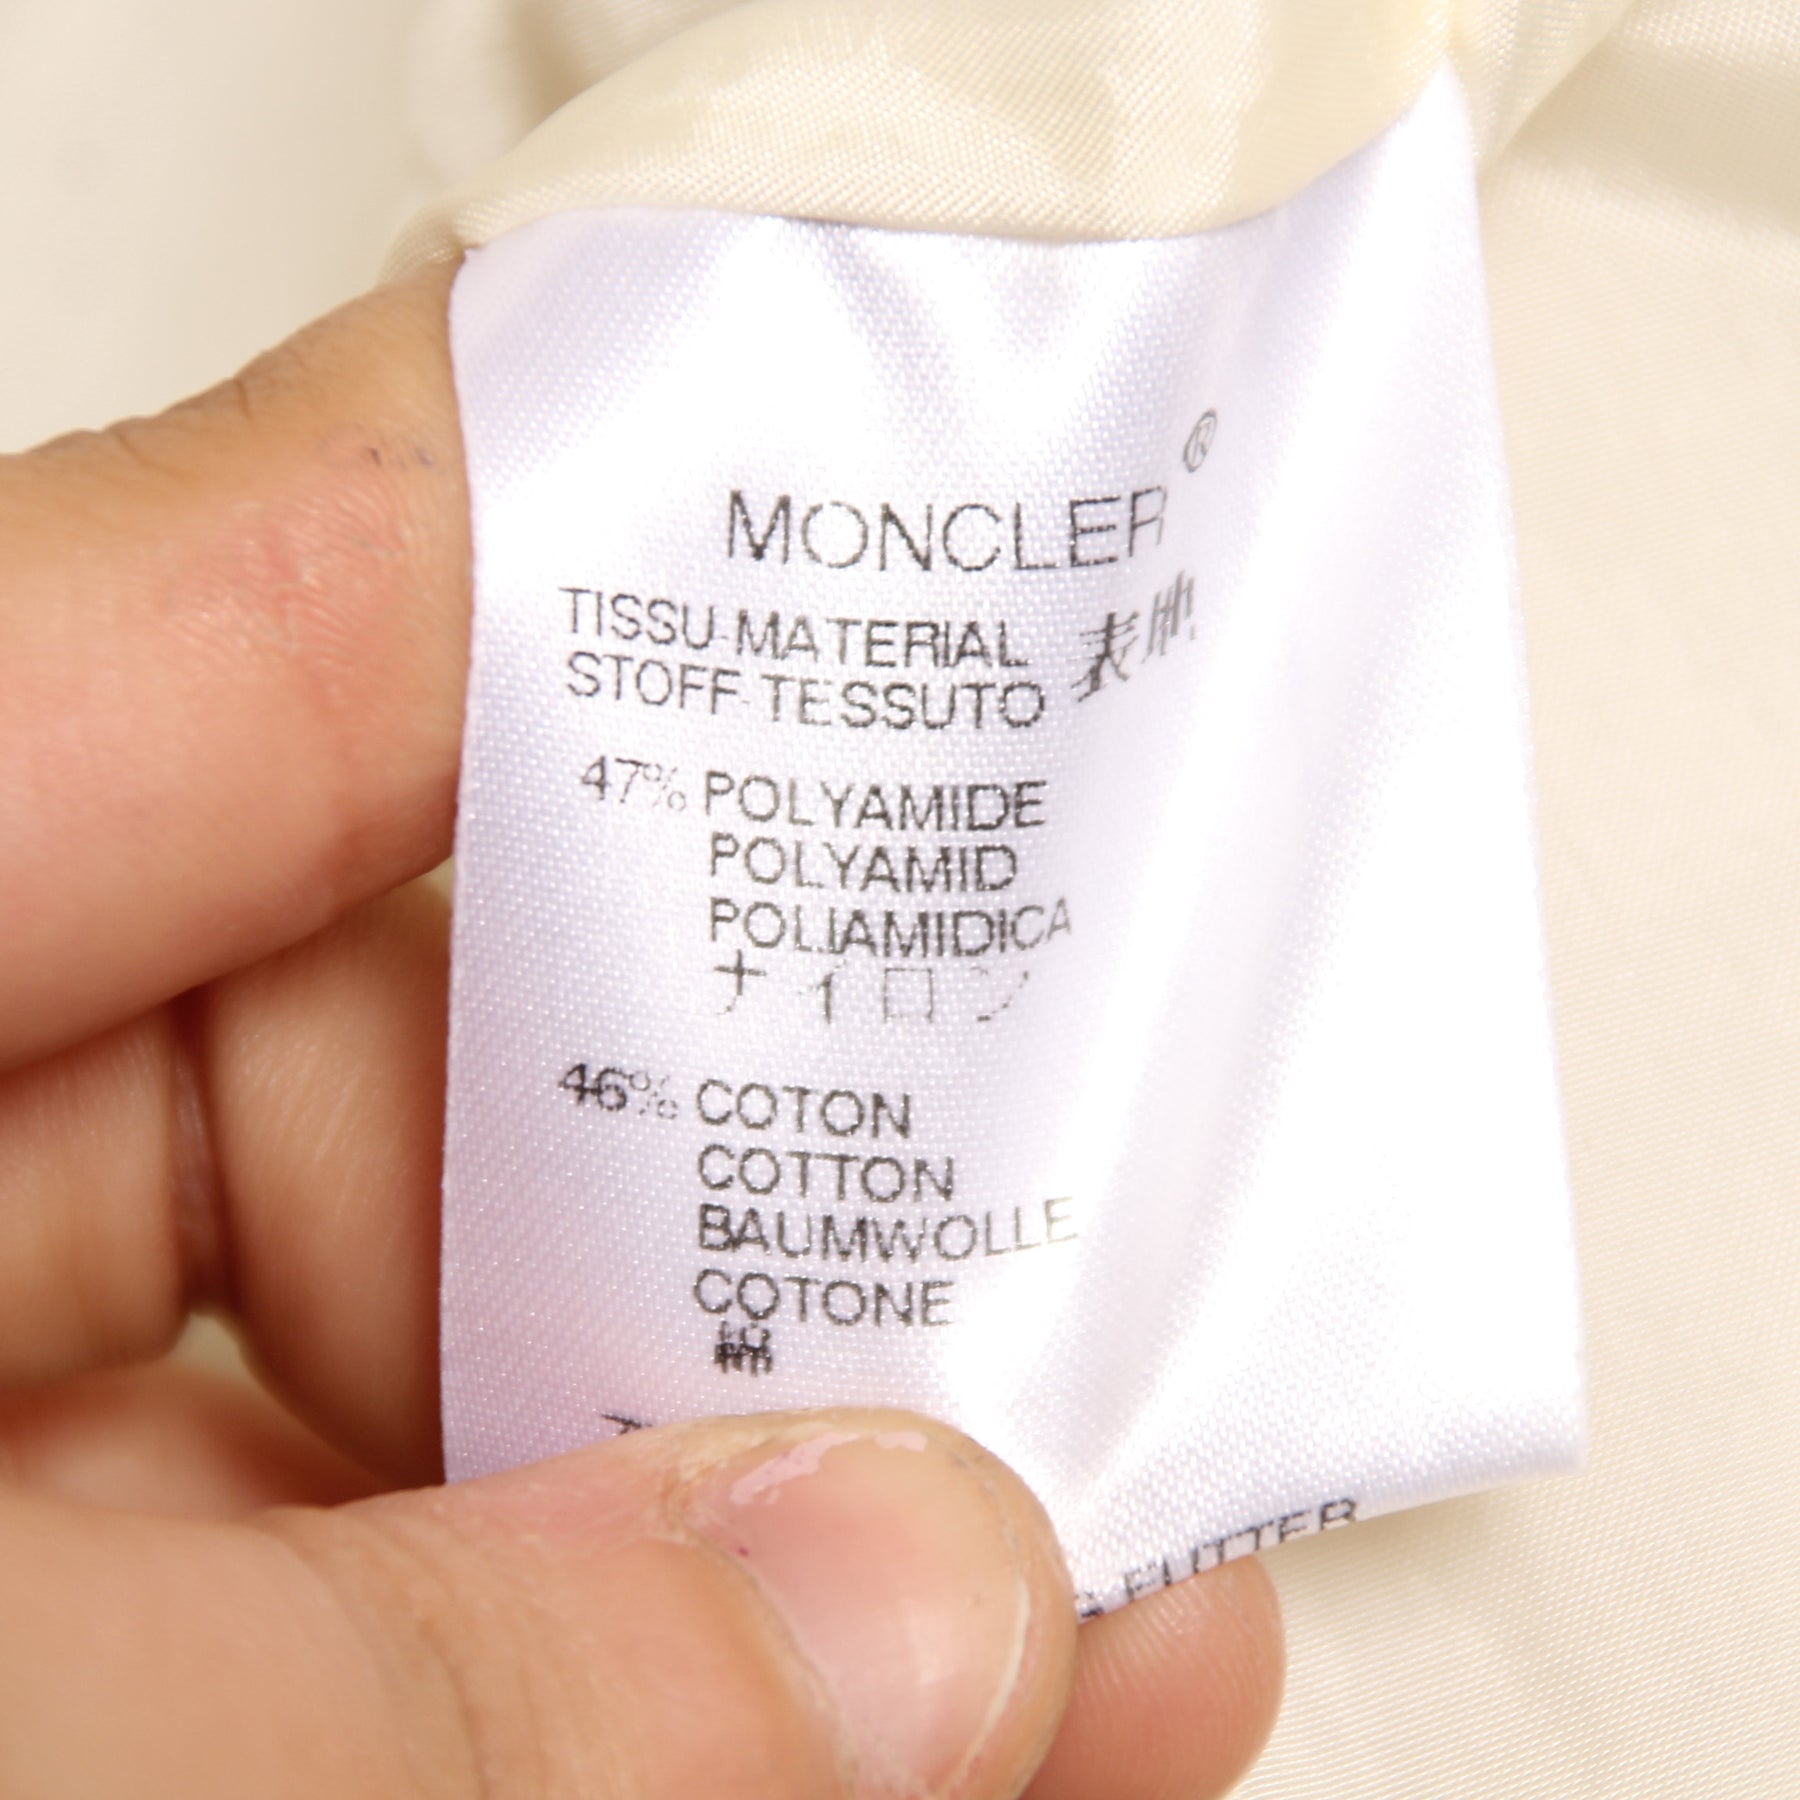 MONCLER®
TISSU-MATERIAL 表地
STOFF-TESSUTO
47% POLYAMIDE
POLYAMID
POLIAMIDICA
ナイロン
46% COTON
COTTON
BAUMWOLLE
COTONE
綿
FUTTER